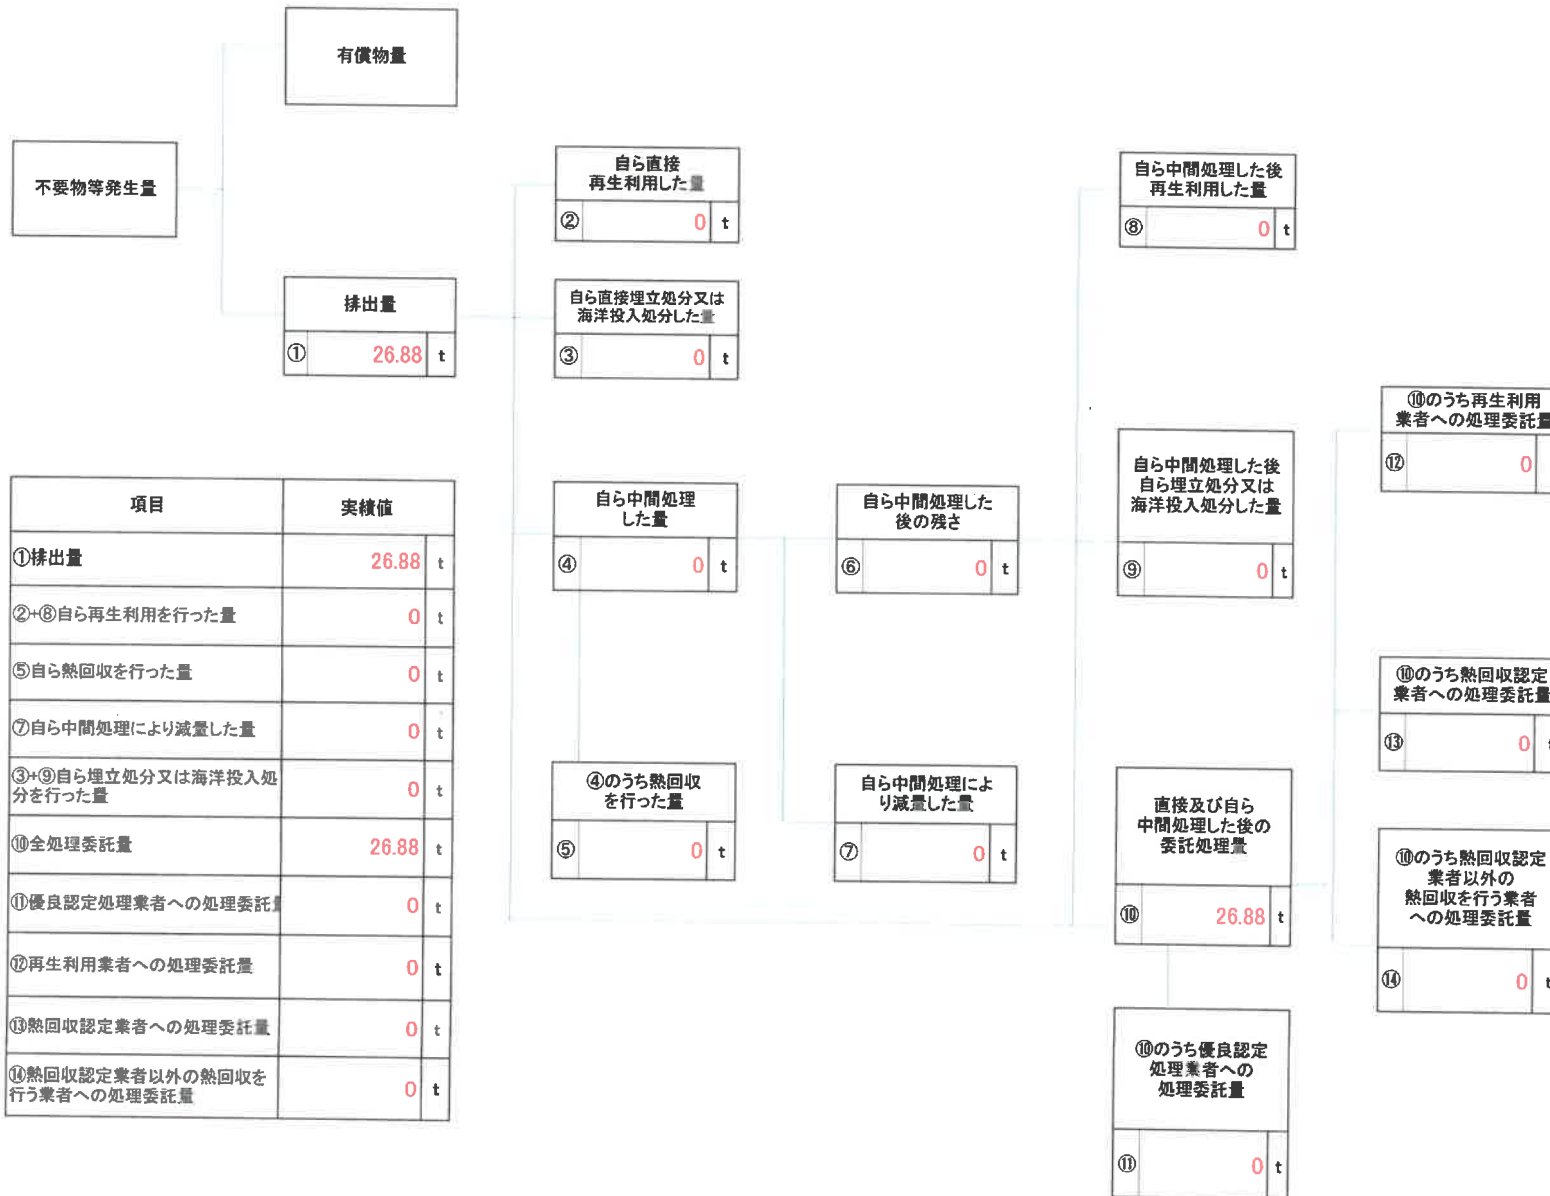 有償物量
不要物等発生量
排出量
① 26.88 t
自ら直接
再生利用した量
② 0 t
自ら直接埋立処分又は
海洋投入処分した量
③ 0 t
自ら中間処理
した量
④ 0 t
④のうち熱回収
を行った量
⑤ 0 t
自ら中間処理した
後の残さ
⑥ 0 t
自ら中間処理によ
り減量した量
⑦ 0 t
自ら中間処理した後
再生利用した量
⑧ 0 t
自ら中間処理した後
自ら埋立処分又は
海洋投入処分した量
⑨ 0 t
直接及び自ら
中間処理した後の
委託処理量
⑩ 26.88 t
⑩のうち優良認定
処理業者への
処理委託量
⑪ 0 t
⑩のうち再生利用
業者への処理委託量
⑫ 0
⑩のうち熱回収認定
業者への処理委託量
⑬ 0 t
⑩のうち熱回収認定
業者以外の
熱回収を行う業者
への処理委託量
⑭ 0 t
項目 実績値
①排出量 26.88 t
②+⑧自ら再生利用を行った量 0 t
⑤自ら熱回収を行った量 0 t
⑦自ら中間処理により減量した量 0 t
③+⑨自ら埋立処分又は海洋投入処
分を行った量 0 t
⑩全処理委託量 26.88 t
⑪優良認定処理業者への処理委託量 0 t
⑫再生利用業者への処理委託量 0 t
⑬熱回収認定業者への処理委託量 0 t
⑭熱回収認定業者以外の熱回収を
行う業者への処理委託量 0 t